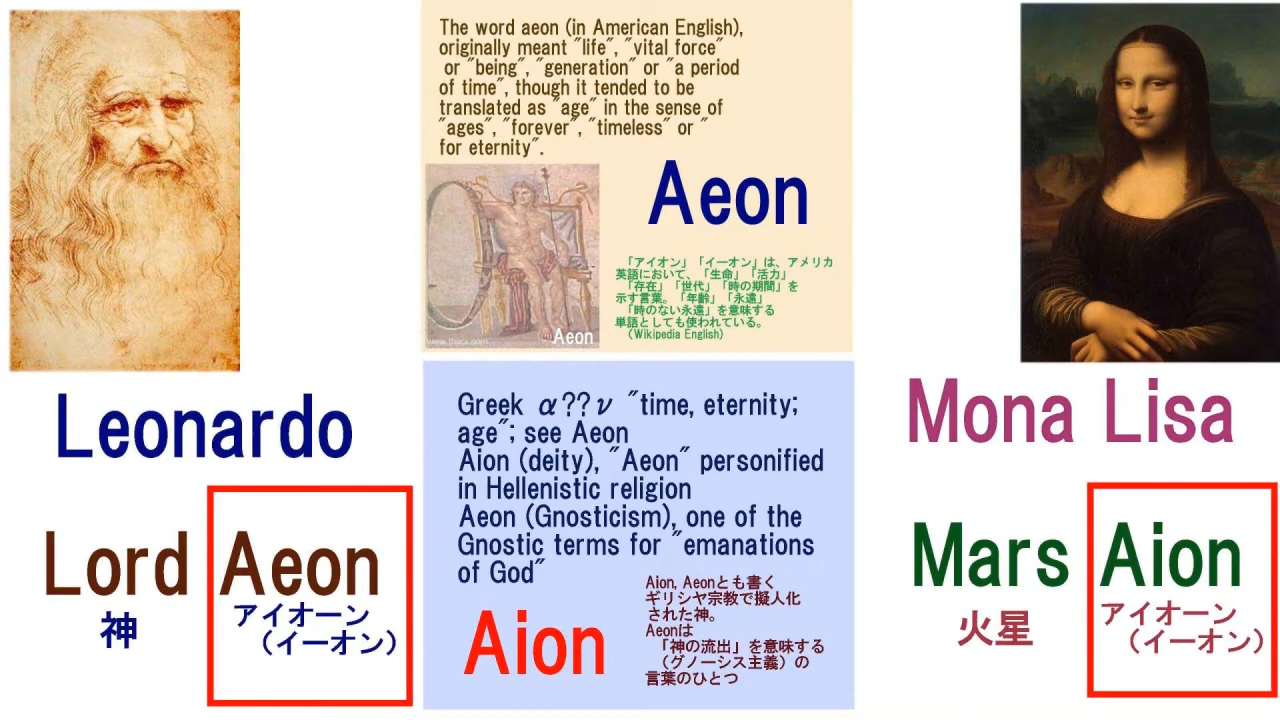 The word aeon (in American English),
originally meant "life", "vital force"
or "being", "generation" or "a period
of time", though it tended to be
translated as "age" in the sense of
"ages", "forever", "timeless" or "
for eternity".
Aeon
Aeon
「アイオン」「イーオン」は、アメリカ
英語において、「生命」「活力」
「存在」「世代」「時の期間」を
示す言葉。「年齢」「永遠」
「時のない永遠」を意味する
単語としても使われている。
(Wikipedia English)
Leonardo
Lord Aeon
神
アイオーン
(イーオン)
Greek α??ν "time, eternity;
age"; see Aeon
Aion (deity), "Aeon" personified
in Hellenistic religion
Aeon (Gnosticism), one of the
Gnostic terms for "emanations
of God"
Aion
Aion, Aeonとも書く
ギリシヤ宗教で擬人化
された神。
Aeonは
「神の流出」を意味する
(グノーシス主義)の
言葉のひとつ
Mona Lisa
Mars Aion
火星
アイオーン
(イーオン)